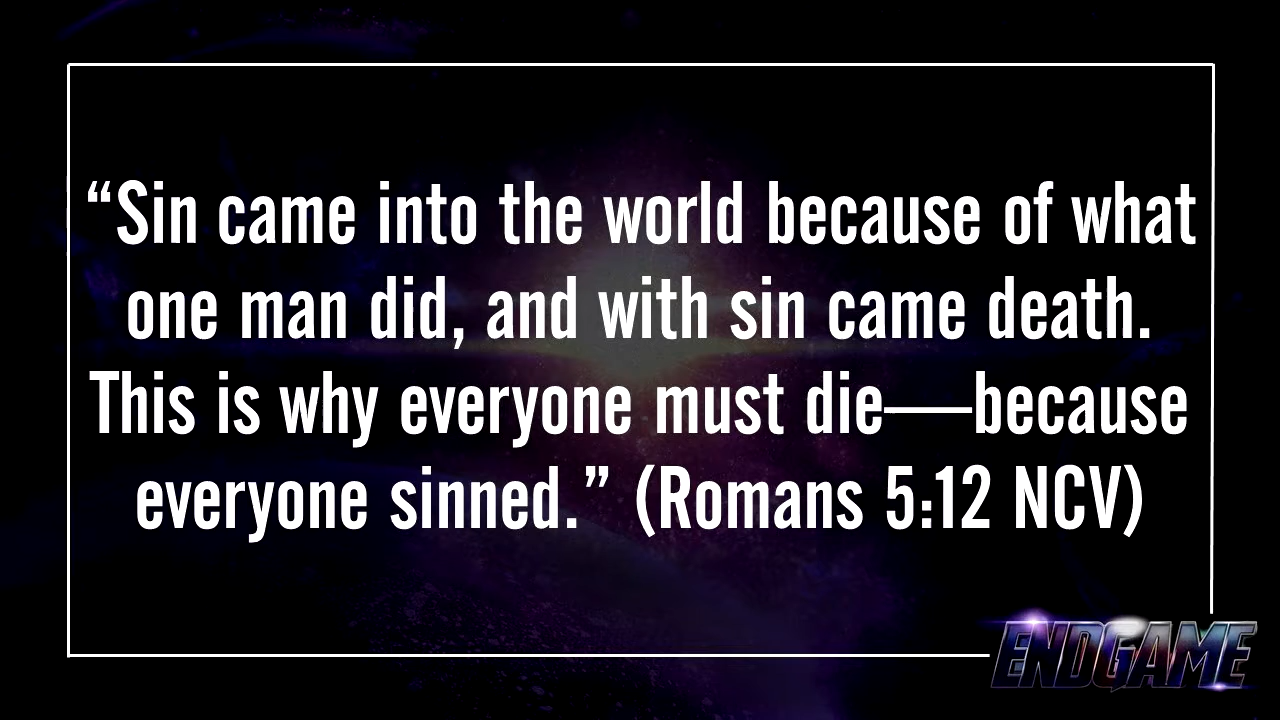 “Sin came into the world because of what
one man did, and with sin came death.
This is why everyone must die—because
everyone sinned.” (Romans 5:12 NCV)
ENDGAME